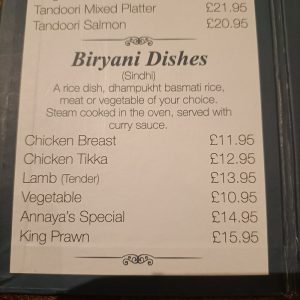 Tandoori Mixed Platter £21.95
Tandoori Salmon £20.95
Biryani Dishes
(Sindhi)
A rice dish, dhampukht basmati rice,
meat or vegetable of your choice.
Steam cooked in the oven, served with
curry sauce.
Chicken Breast £11.95
Chicken Tikka £12.95
Lamb (Tender) £13.95
Vegetable £10.95
Annaya's Special £14.95
King Prawn £15.95